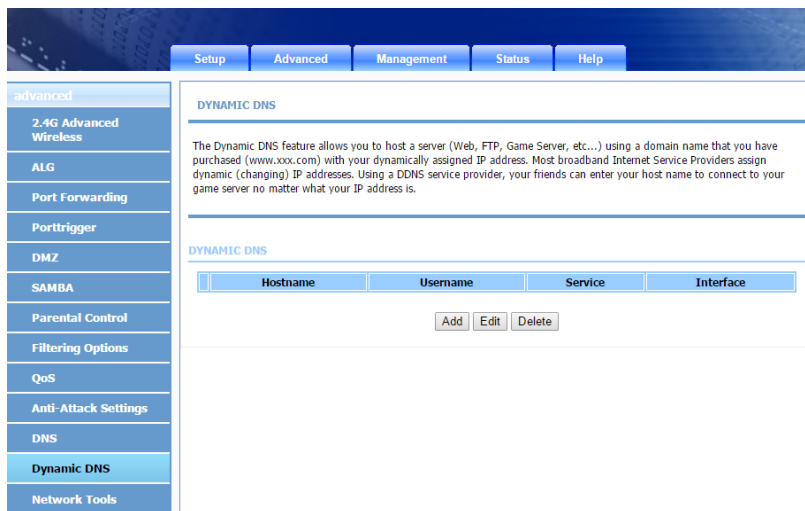 Setup Advanced Management Status Help
advanced
2.4G Advanced
Wireless
ALG
Port Forwarding
Porttrigger
DMZ
SAMBA
Parental Control
Filtering Options
QoS
Anti-Attack Settings
DNS
Dynamic DNS
Network Tools
DYNAMIC DNS
The Dynamic DNS feature allows you to host a server (Web, FTP, Game Server, etc...) using a domain name that you have
purchased (www.xxx.com) with your dynamically assigned IP address. Most broadband Internet Service Providers assign
dynamic (changing) IP addresses. Using a DDNS service provider, your friends can enter your host name to connect to your
game server no matter what your IP address is.
DYNAMIC DNS
Hostname Username Service Interface
Add Edit Delete